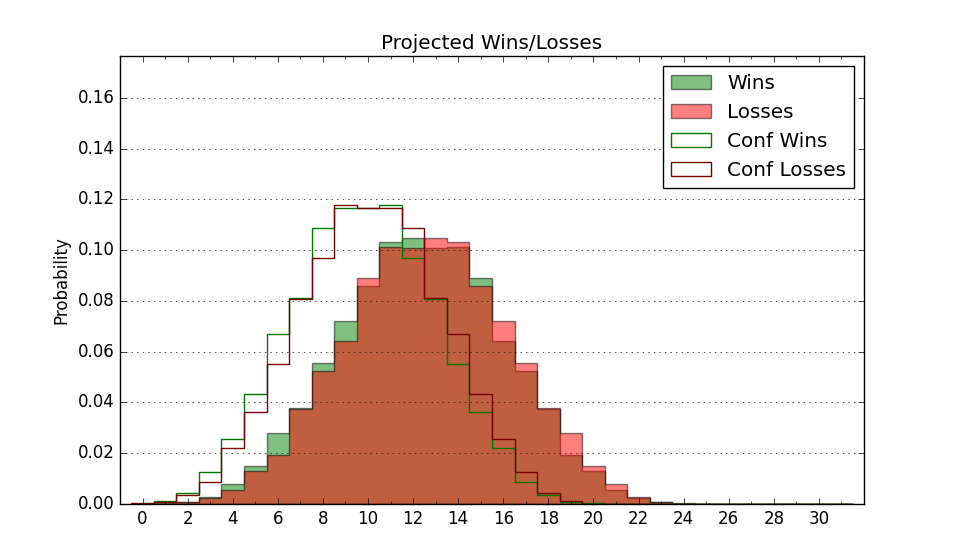 Projected Wins/Losses
Wins
Losses
Conf Wins
Conf Losses
Probability
0.16
0.14
0.12
0.10
0.08
0.06
0.04
0.02
0.00
0 2 4 6 8 10 12 14 16 18 20 22 24 26 28 30